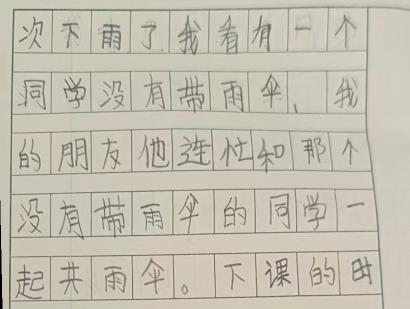 次下雨了我看有一个
同学没有带雨伞、我
的朋友他连忙和那个
没有带雨伞的同学一
起共雨伞。下课的时